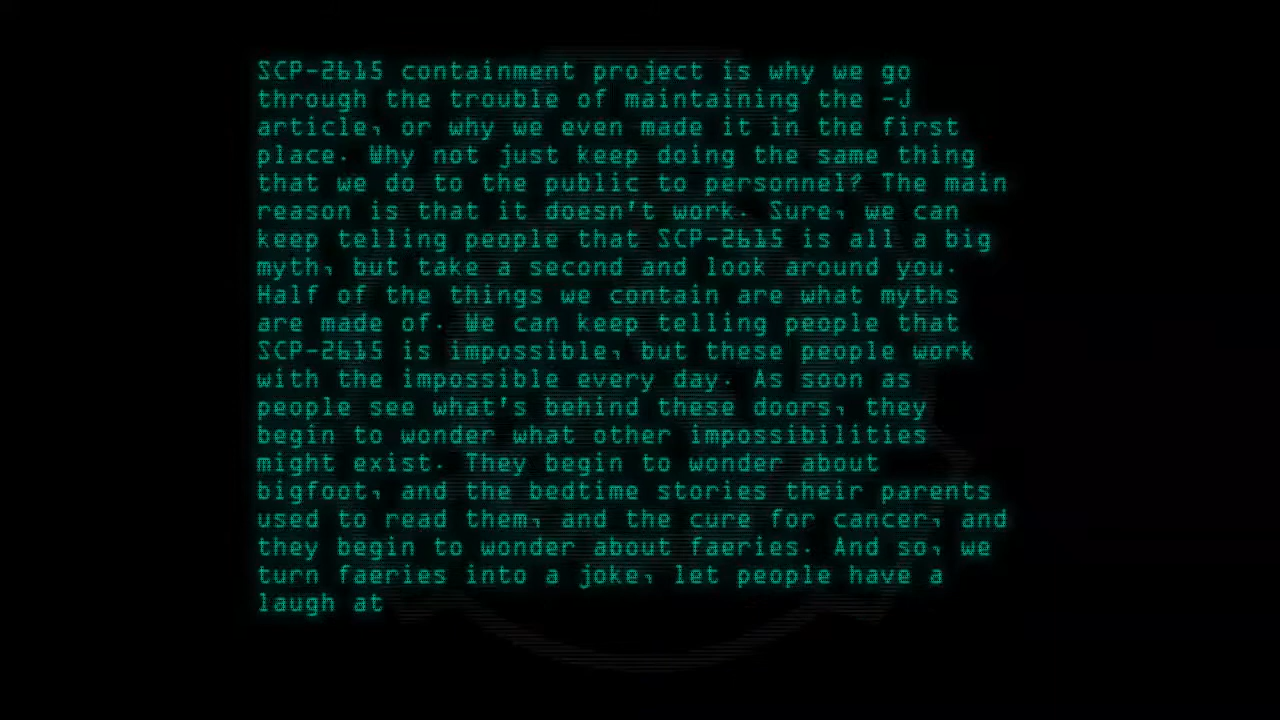 SCP-2615 containment project is why we go
through the trouble of maintaining the -J
article, or why we even made it in the first
place. Why not just keep doing the same thing
that we do to the public to personnel? The main
reason is that it doesn't work. Sure, we can
keep telling people that SCP-2615 is all a big
myth, but take a second and look around you.
Half of the things we contain are what myths
are made of. We can keep telling people that
SCP-2615 is impossible, but these people work
with the impossible every day. As soon as
people see what's behind these doors, they
begin to wonder what other impossibilities
might exist. They begin to wonder about
bigfoot, and the bedtime stories their parents
used to read them, and the cure for cancer, and
they begin to wonder about faeries. And so, we
turn faeries into a joke, let people have a
laugh at